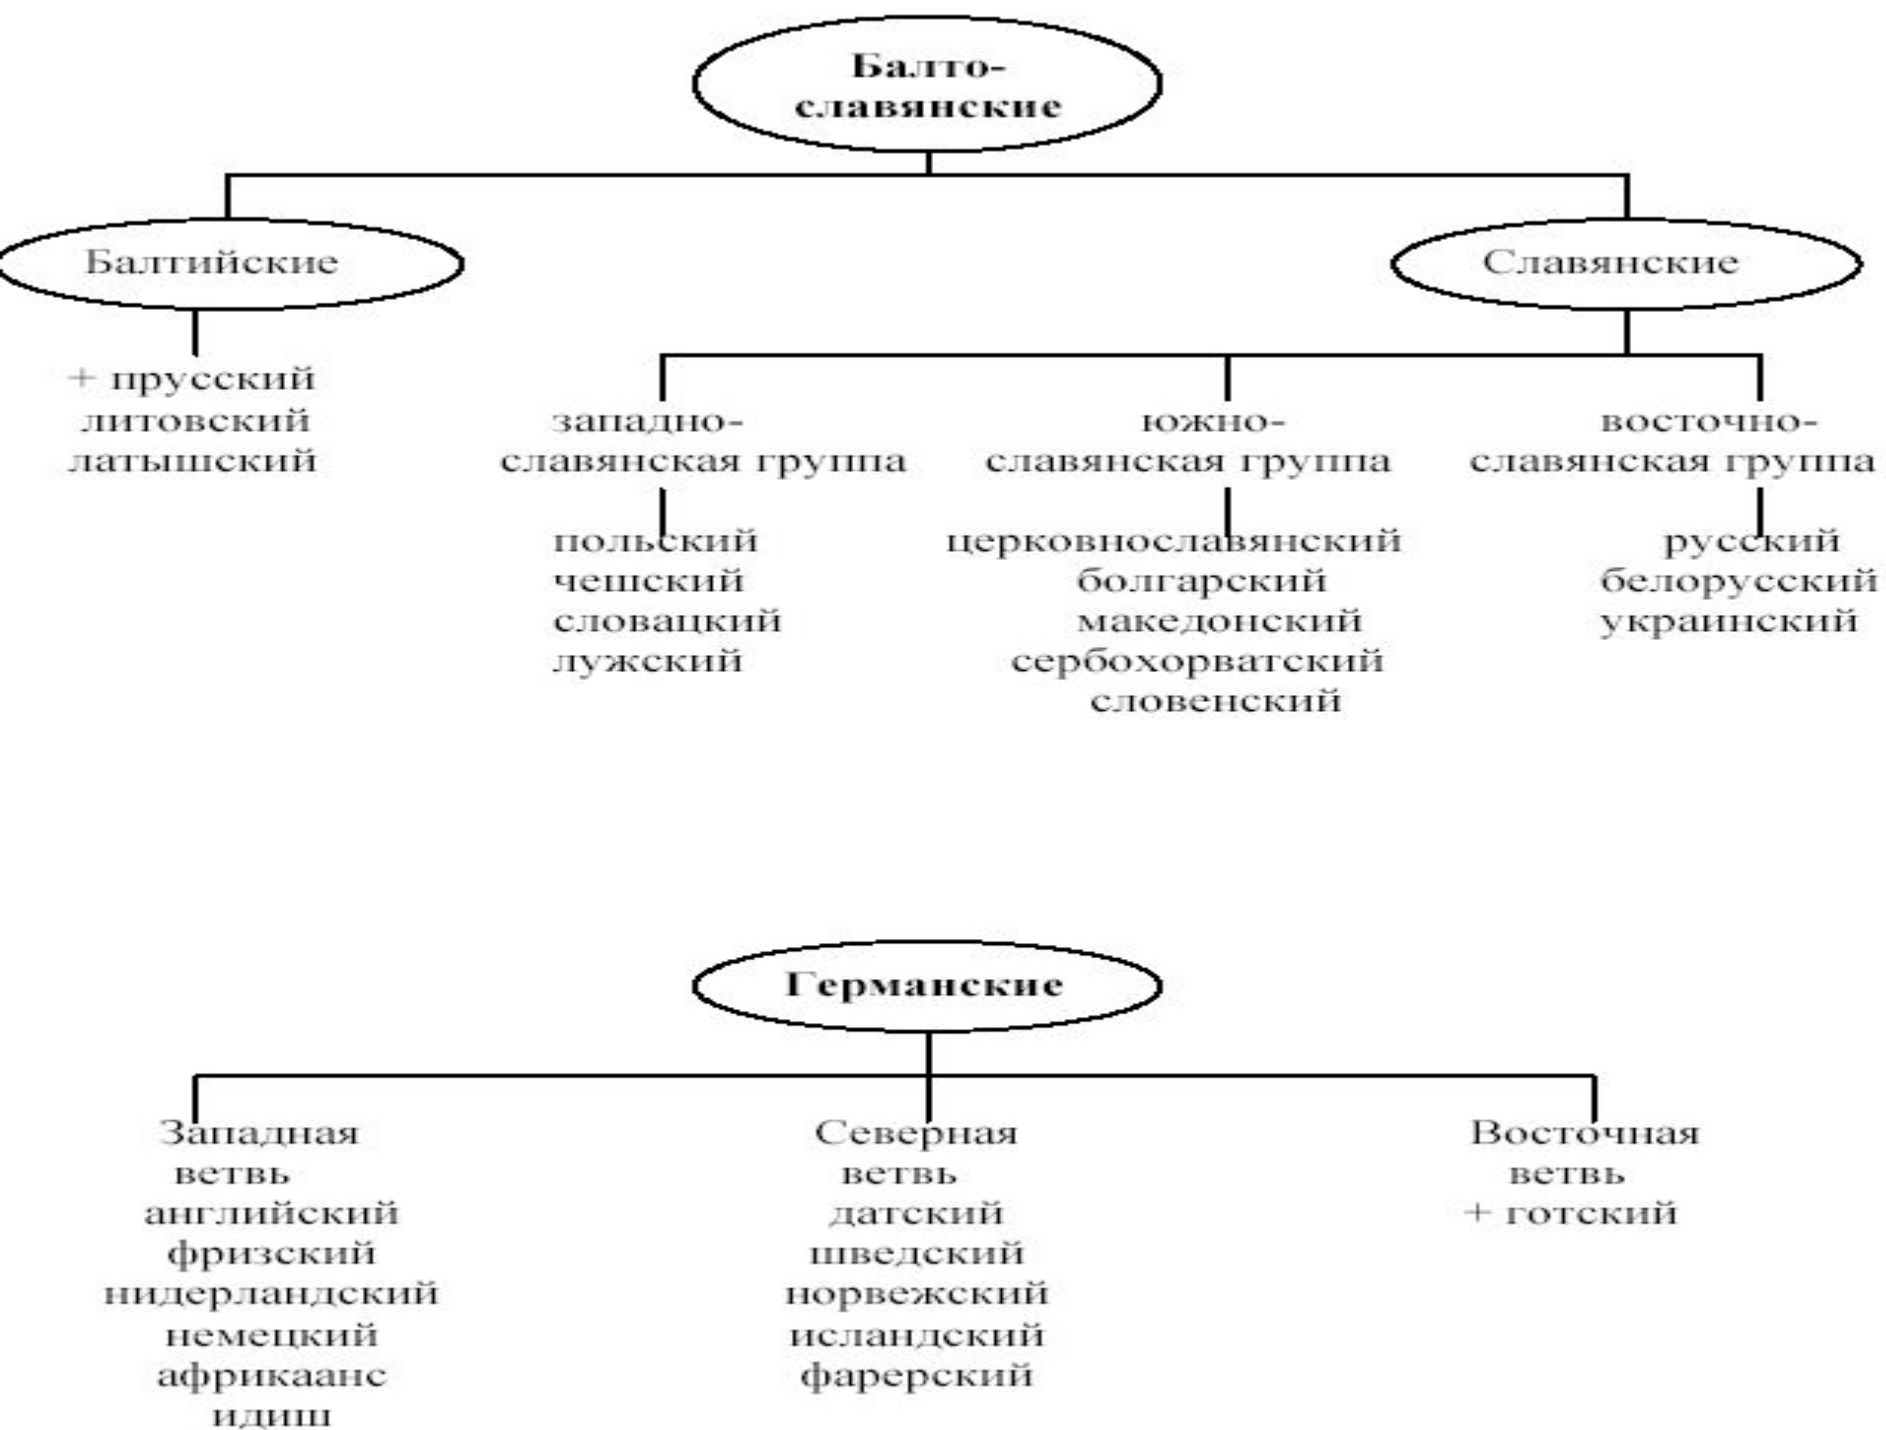 Балто-
славянские
Балтийские
Славянские
+ прусский
литовский
латышский
западно-
славянская группа
южно-
славянская группа
восточно-
славянская группа
польский
чешский
словацкий
лужский
церковнославянский
болгарский
македонский
сербохорватский
словенский
русский
белорусский
украинский
Германские
Западная
ветвь
английский
фризский
нидерландский
немецкий
африкаанс
идиш
Северная
ветвь
датский
шведский
норвежский
исландский
фарерский
Восточная
ветвь
+ готский